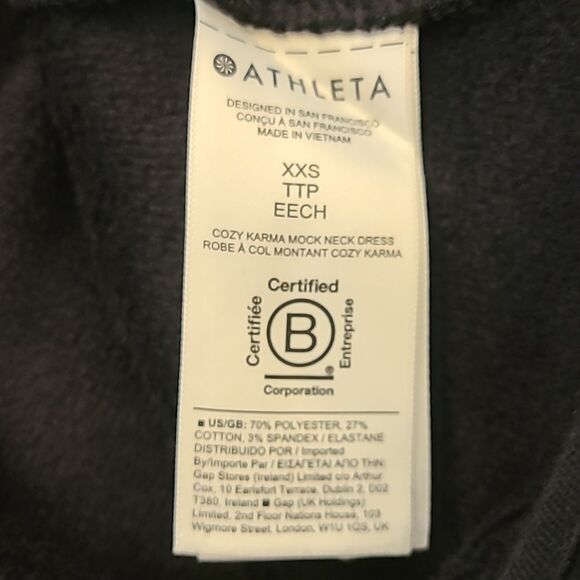 ATHLETA
DESIGNED IN SAN FRANCISCO
CONÇU À SAN FRANCISCO
MADE IN VIETNAM
XXS
TTP
EECH
COZY KARMA MOCK NECK DRESS
ROBE À COL MONTANT COZY KARMA
Certified
Certifiée
B
Entreprise
®
Corporation
US/GB: 70% POLYESTER, 27%
COTTON, 3% SPANDEX / ELASTANE
DISTRIBUIDO POR / Imported
By/Importe Par / ΕΙΣΑΓΕΤΑΙ ΑΠΟ ΤΗΝ:
Gap Stores (Ireland) Limited c/o Arthur
Cox, 10 Earlsfort Terrace, Dublin 2, D02
T380, Ireland Gap (UK Holdings)
Limited, 2nd Floor Nations House, 103
Wigmore Street, London, W1U 1QS, UK